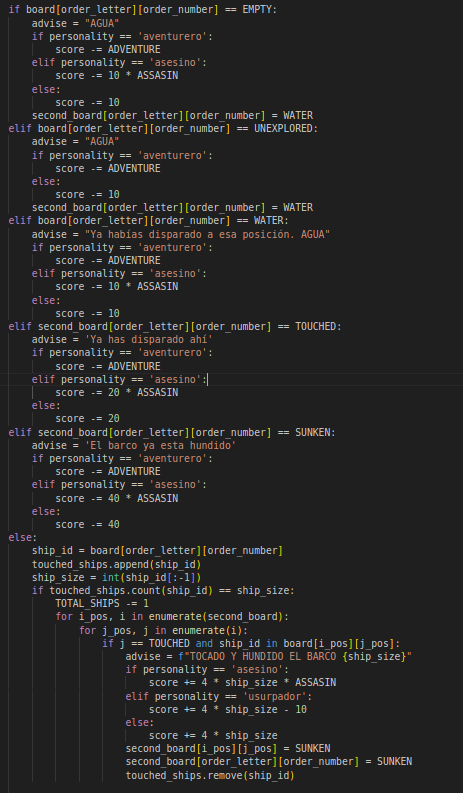 if board[order_letter][order_number] == EMPTY:
    advise = "AGUA"
    if personality == 'aventurero':
        score -= ADVENTURE
    elif personality == 'asesino':
        score -= 10 * ASSASIN
    else:
        score -= 10
    second_board[order_letter][order_number] = WATER
elif board[order_letter][order_number] == UNEXPLORED:
    advise = "AGUA"
    if personality == 'aventurero':
        score -= ADVENTURE
    else:
        score -= 10
    second_board[order_letter][order_number] = WATER
elif board[order_letter][order_number] == WATER:
    advise = "Ya habías disparado a esa posición. AGUA"
    if personality == 'aventurero':
        score -= ADVENTURE
    elif personality == 'asesino':
        score -= 10 * ASSASIN
    else:
        score -= 10
elif second_board[order_letter][order_number] == TOUCHED:
    advise = 'Ya has disparado ahí'
    if personality == 'aventurero':
        score -= ADVENTURE
    elif personality == 'asesino':
        score -= 20 * ASSASIN
    else:
        score -= 20
elif second_board[order_letter][order_number] == SUNKEN:
    advise = 'El barco ya esta hundido'
    if personality == 'aventurero':
        score -= ADVENTURE
    elif personality == 'asesino':
        score -= 40 * ASSASIN
    else:
        score -= 40
else:
    ship_id = board[order_letter][order_number]
    touched_ships.append(ship_id)
    ship_size = int(ship_id[:-1])
    if touched_ships.count(ship_id) == ship_size:
        TOTAL_SHIPS -= 1
        for i_pos, i in enumerate(second_board):
            for j_pos, j in enumerate(i):
                if j == TOUCHED and ship_id in board[i_pos][j_pos]:
                    advise = f"TOCADO Y HUNDIDO EL BARCO {ship_size}"
                    if personality == 'asesino':
                        score += 4 * ship_size * ASSASIN
                    elif personality == 'usurpador':
                        score += 4 * ship_size - 10
                    else:
                        score += 4 * ship_size
                    second_board[i_pos][j_pos] = SUNKEN
                    second_board[order_letter][order_number] = SUNKEN
                    touched_ships.remove(ship_id)